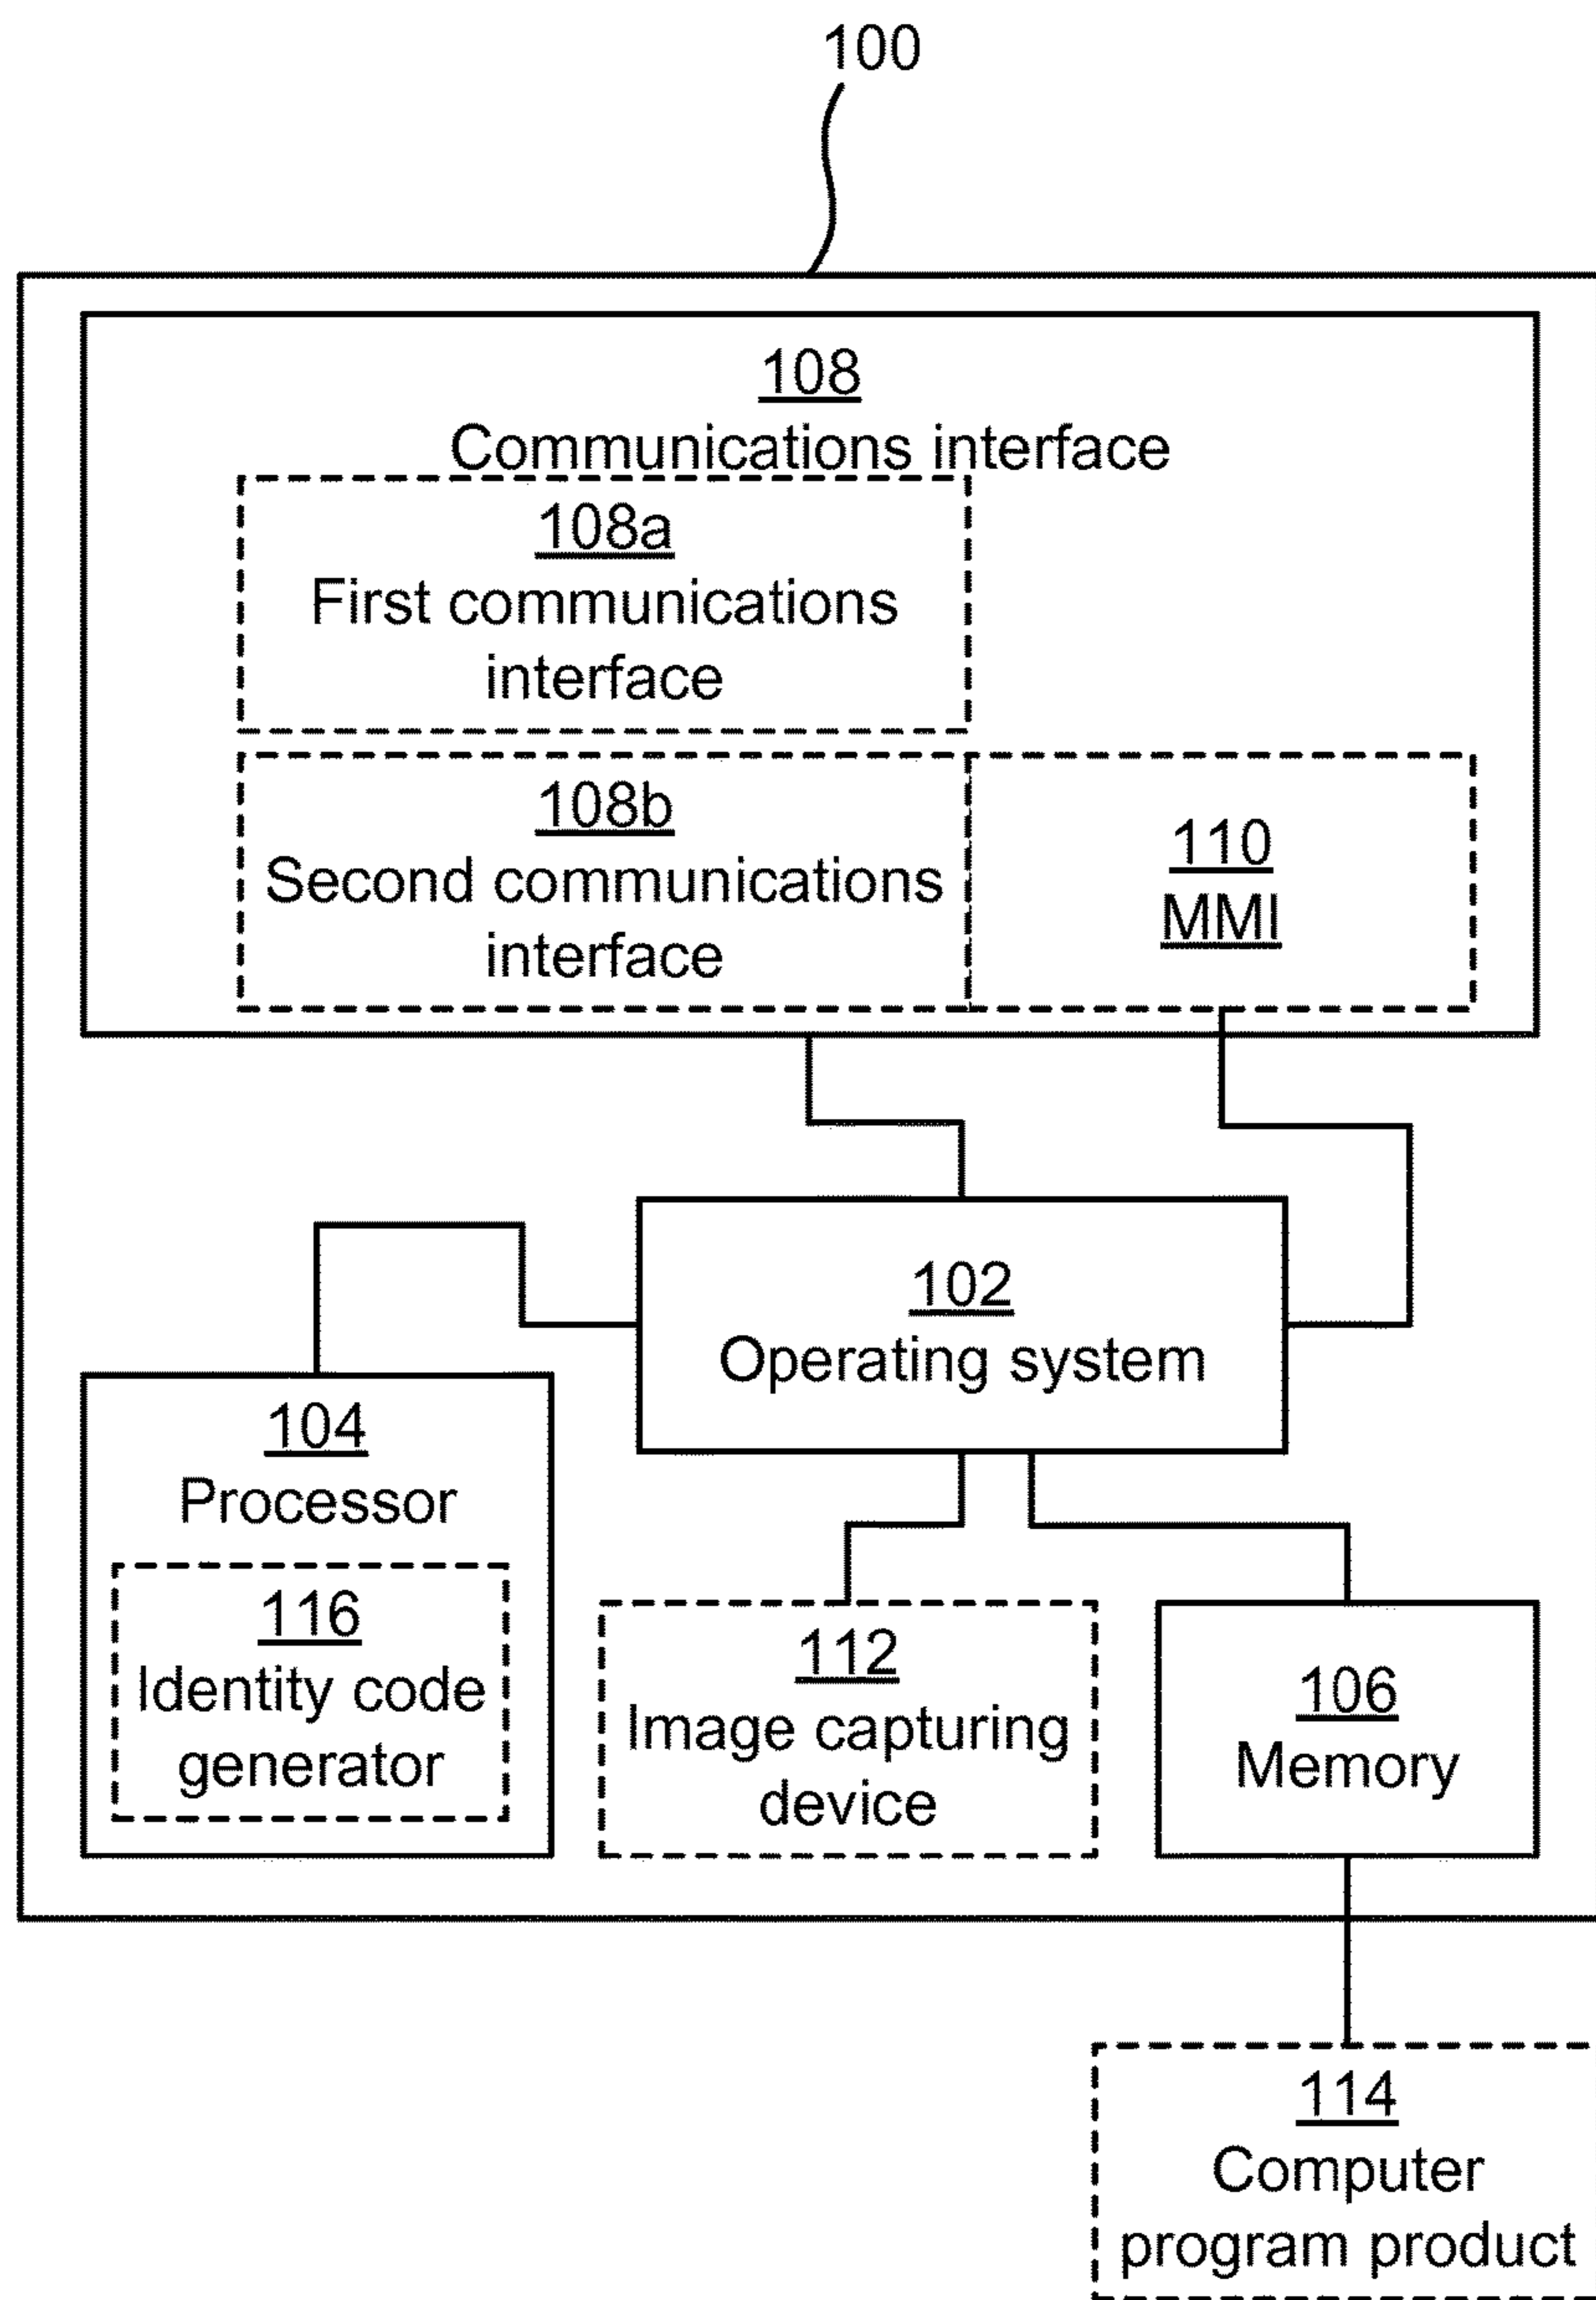 100
108
Communications interface
108a
First communications
interface
108b
Second communications
interface
110
MMI
102
Operating system
104
Processor
116
Identity code
generator
112
Image capturing
device
106
Memory
114
Computer
program product